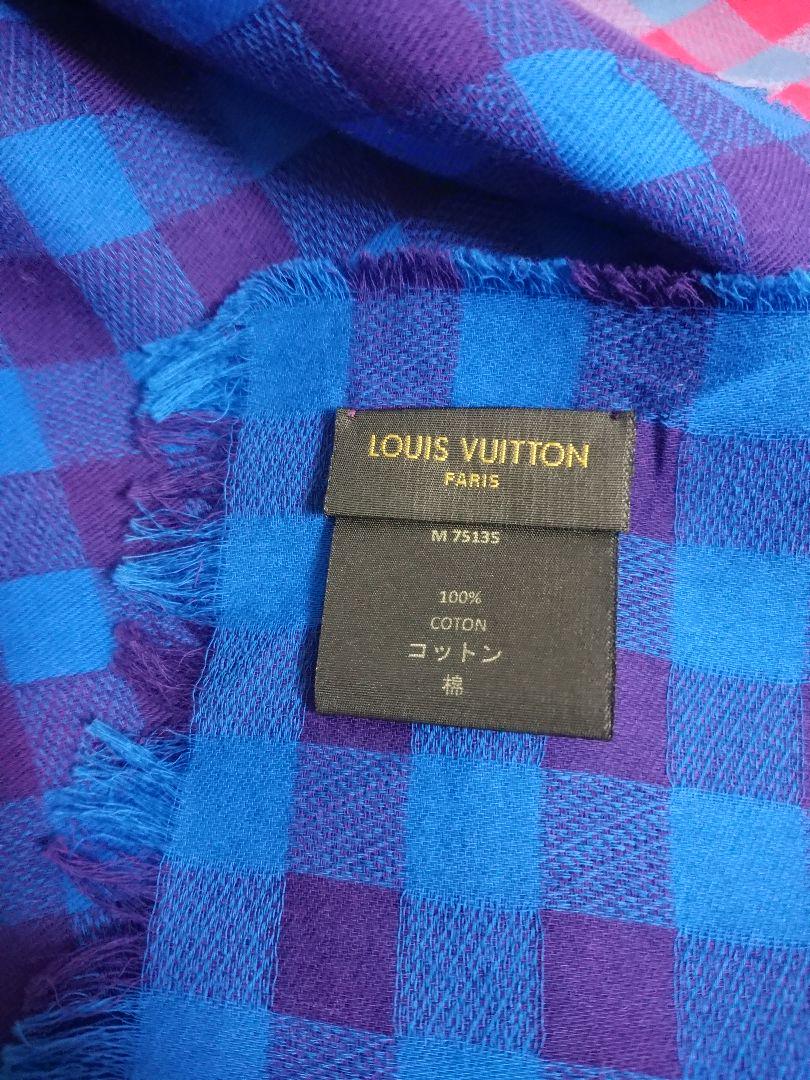 LOUIS VUITTON
PARIS
M 75135
100%
COTON
コットン
棉